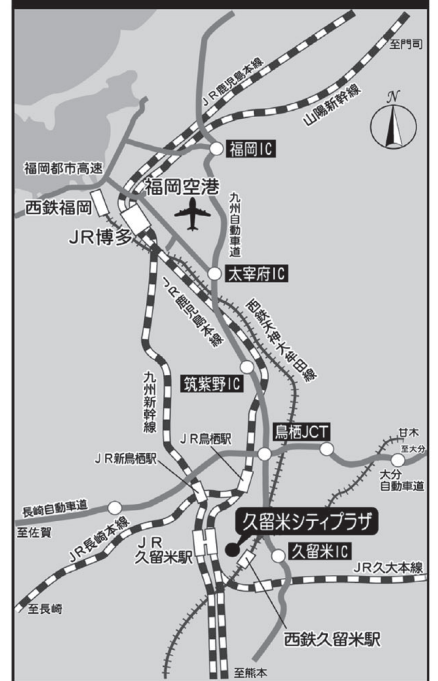 至門司
JR鹿児島本線
山陽新幹線
N
福岡IC
福岡都市高速
福岡空港
九州自動車道
西鉄福岡
JR博多
太宰府IC
JR鹿児島本線
西鉄天神大牟田線
九州新幹線
筑紫野IC
甘木
JR鳥栖駅
鳥栖JCT
至大分
JR新鳥栖駅
大分
自動車道
長崎自動車道
久留米シティプラザ
至佐賀
JR長崎本線
JR
久留米駅
久留米IC
JR久大本線
至長崎
西鉄久留米駅
至熊本